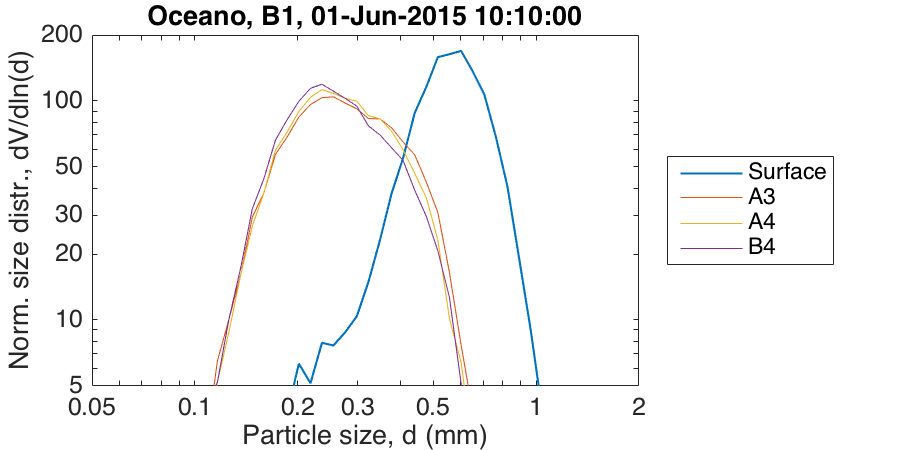 Oceano, B1, 01-Jun-2015 10:10:00
Norm. size distr., dV/dln(d)
200
100
50
30
20
10
5
0.05 0.1 0.2 0.3 0.5 1 2
Particle size, d (mm)
Surface
A3
A4
B4